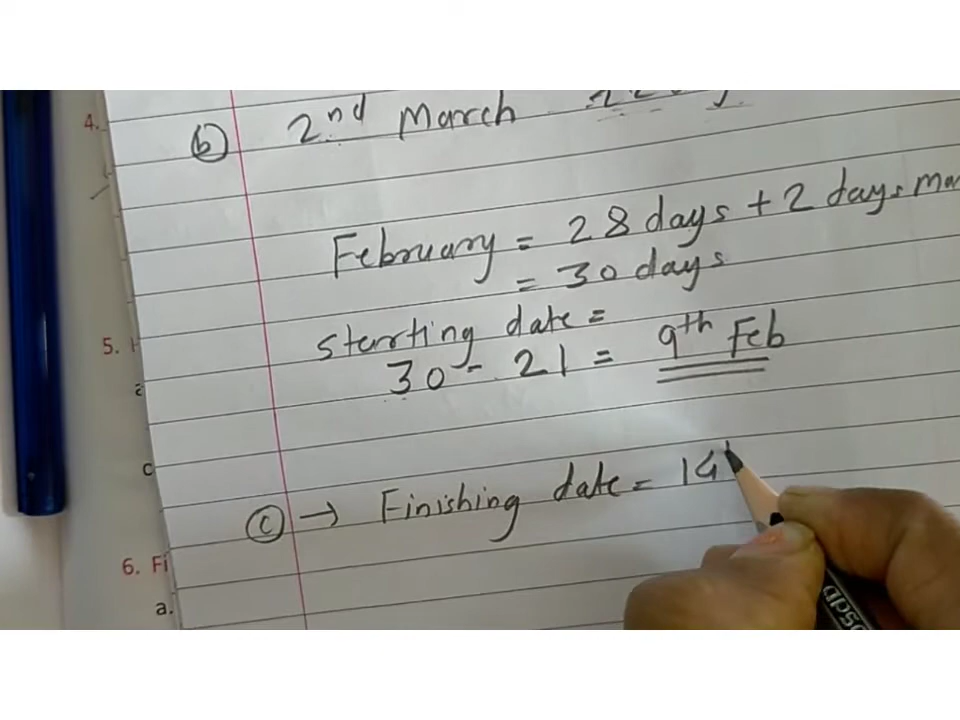 4.
(b) 2nd March
February = 28 days + 2 days
= 30 days
starting date =
5.
30 - 21 = 9th Feb
c
(c) → Finishing date = 14
6. Fi
a.